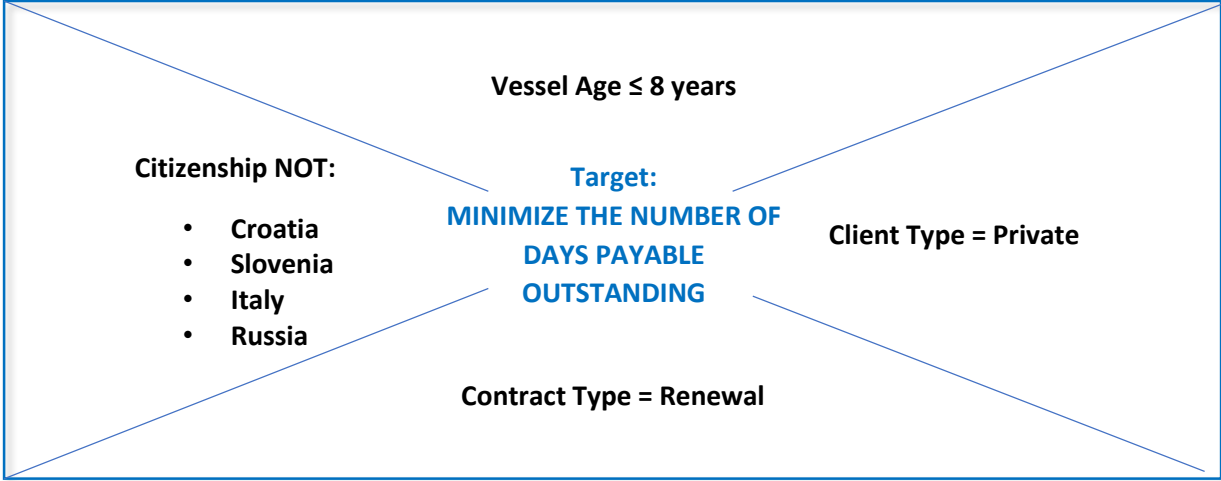 Vessel Age ≤ 8 years
Citizenship NOT:
• Croatia
• Slovenia
• Italy
• Russia
Target:
MINIMIZE THE NUMBER OF
DAYS PAYABLE
OUTSTANDING
Client Type = Private
Contract Type = Renewal